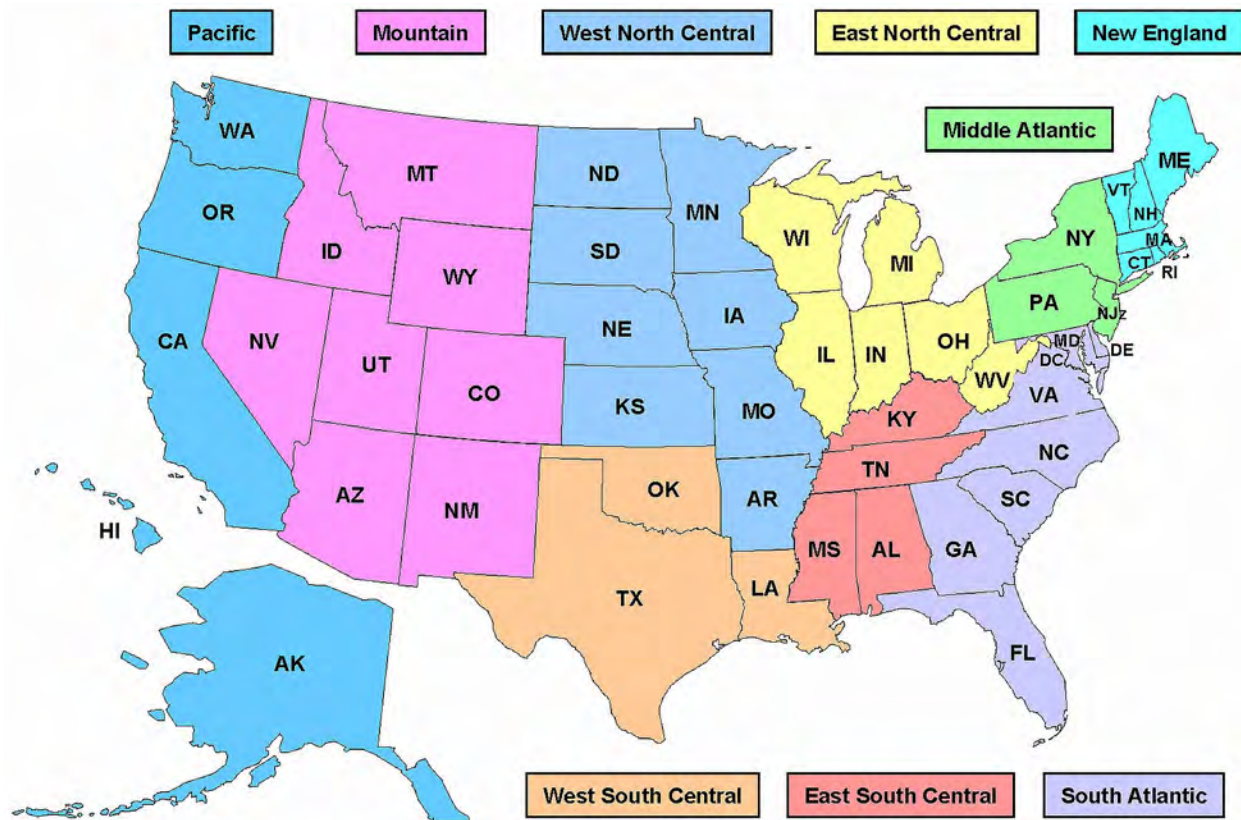 Pacific
Mountain
West North Central
East North Central
New England
Middle Atlantic
WA
MT
ND
MN
ME
VT
NH
OR
ID
SD
WI
MI
NY
MA
CT
RI
WY
NE
IA
PA
NJz
CA
NV
UT
CO
KS
MO
IL
IN
OH
WV
MD
DC
DE
VA
KY
AZ
NM
OK
AR
TN
NC
SC
HI
TX
LA
MS
AL
GA
AK
FL
West South Central
East South Central
South Atlantic